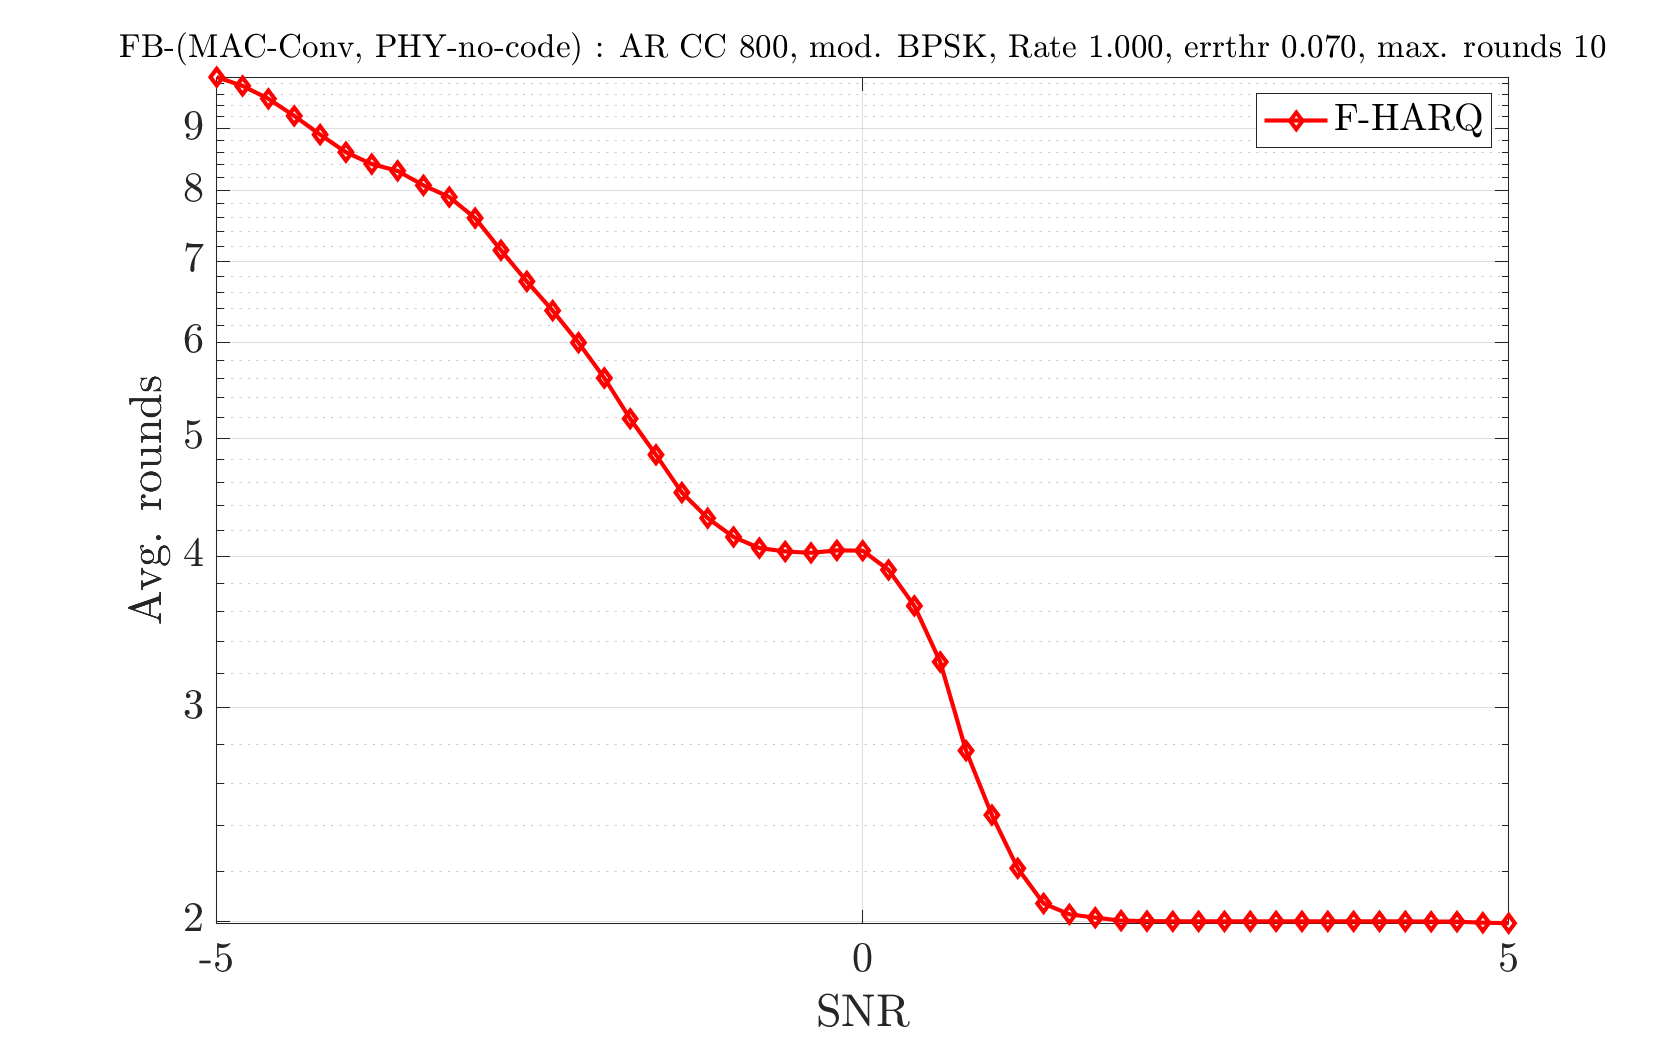 FB-(MAC-Conv, PHY-no-code) : AR CC 800, mod. BPSK, Rate 1.000, errthr 0.070, max. rounds 10
F-HARQ
9
8
7
6
5
4
3
2
Avg. rounds
-5 0 5
SNR